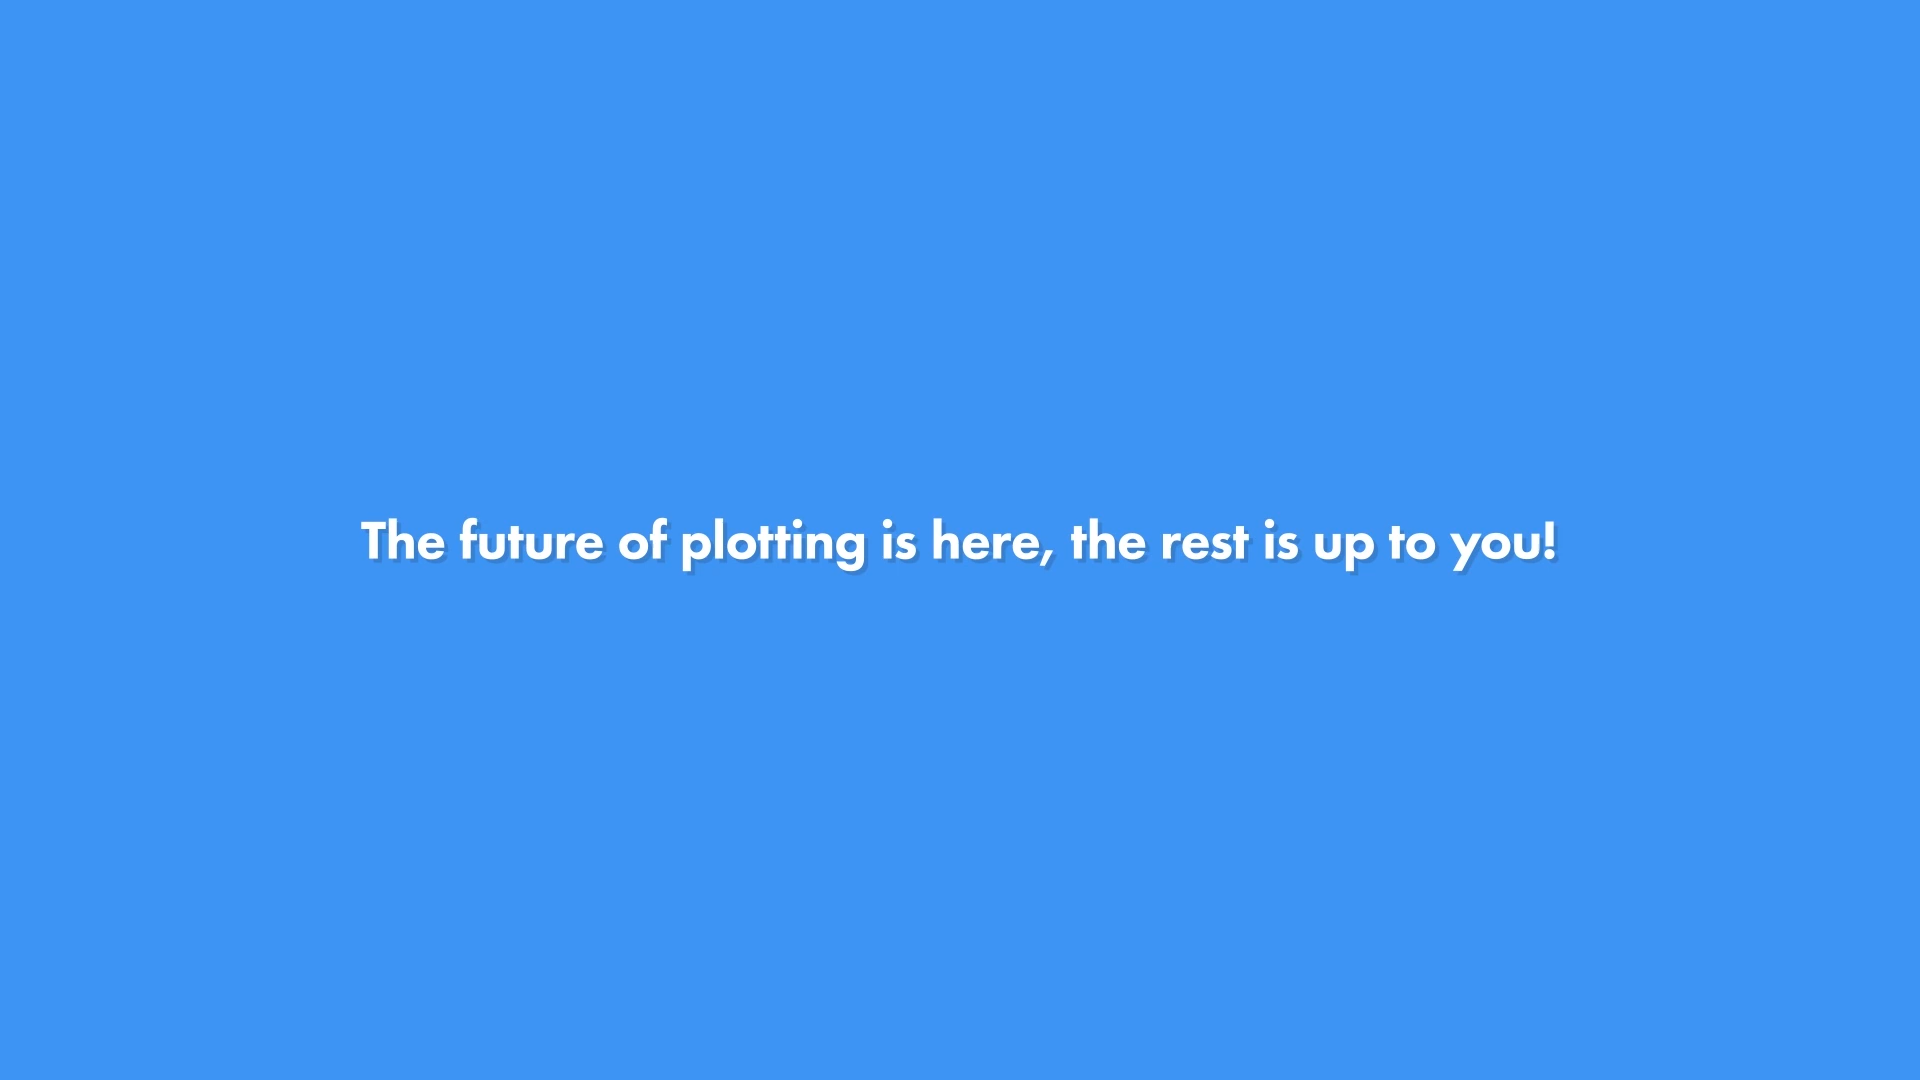 The future of plotting is here, the rest is up to you!